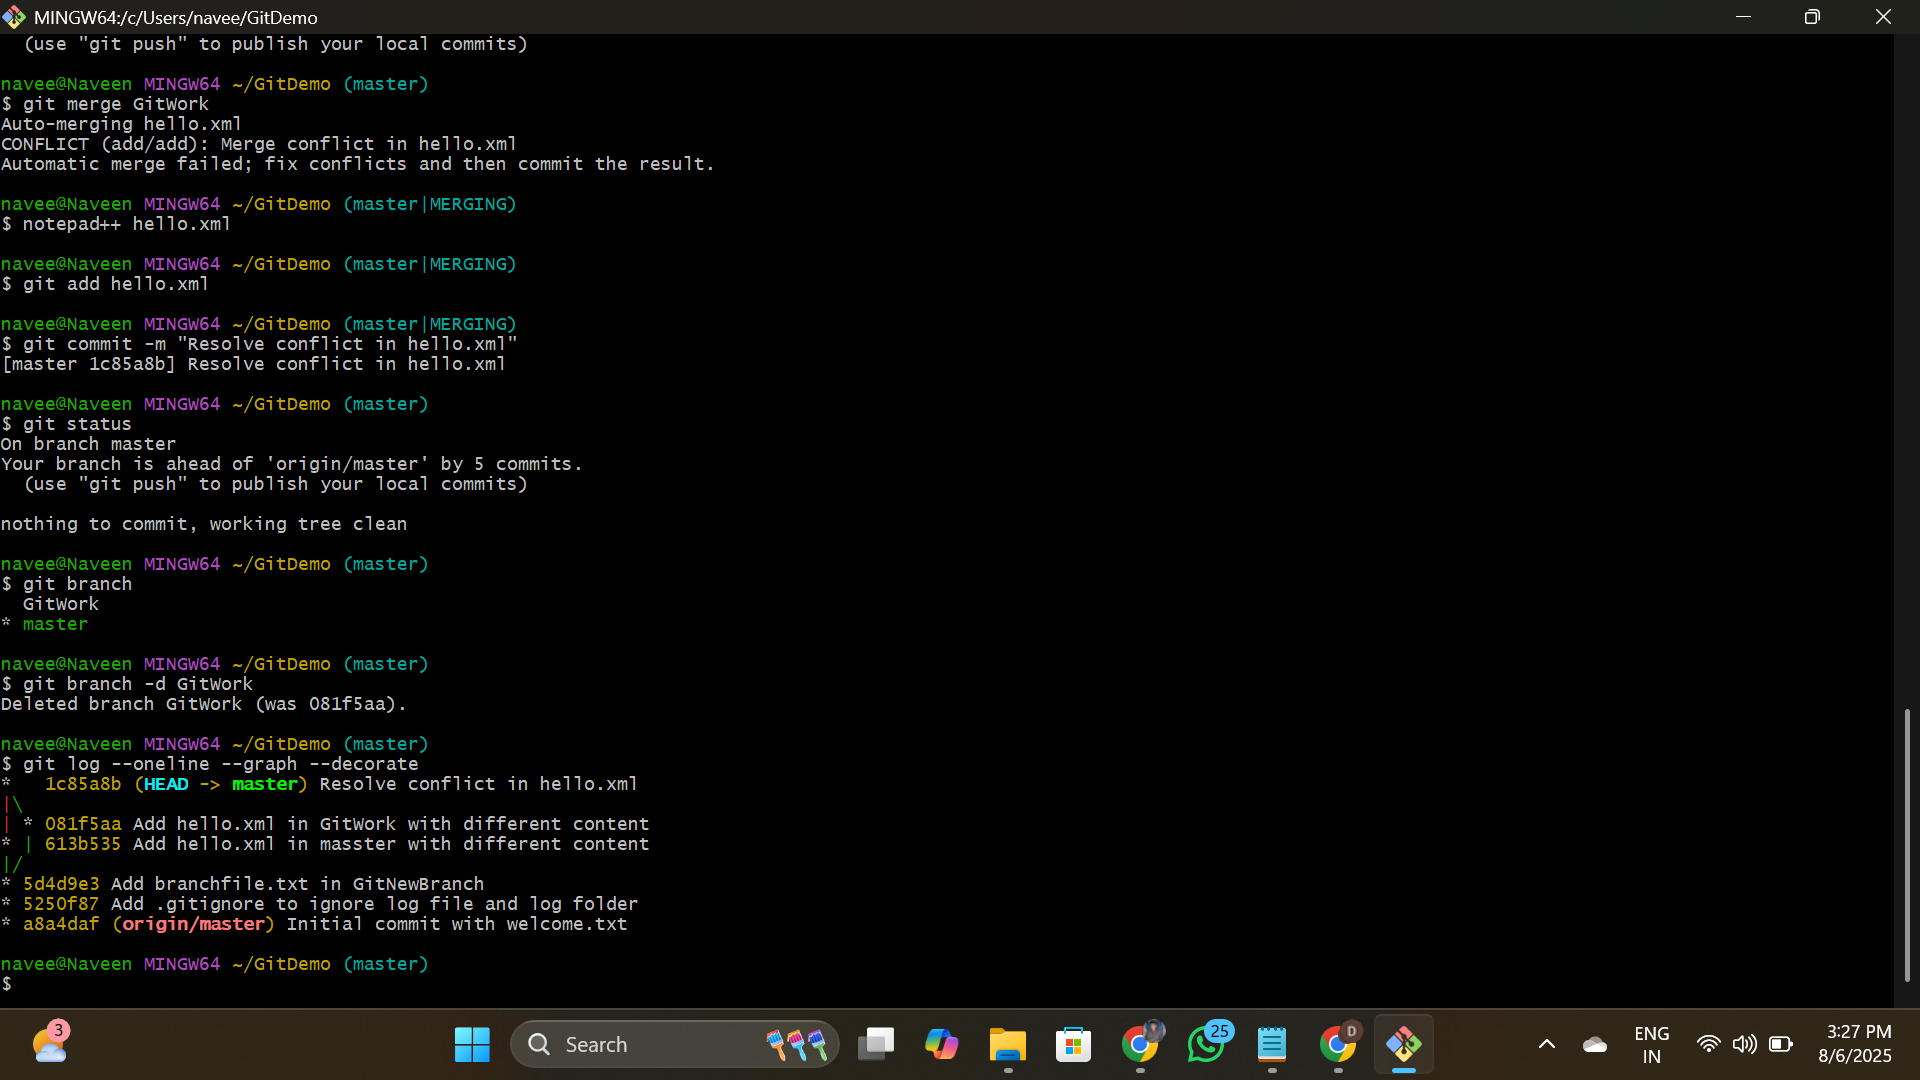 MINGW64:/c/Users/navee/GitDemo
(use "git push" to publish your local commits)
navee@Naveen MINGW64 ~/GitDemo (master)
$ git merge GitWork
Auto-merging hello.xml
CONFLICT (add/add): Merge conflict in hello.xml
Automatic merge failed; fix conflicts and then commit the result.
navee@Naveen MINGW64 ~/GitDemo (master|MERGING)
$ notepad++ hello.xml
navee@Naveen MINGW64 ~/GitDemo (master|MERGING)
$ git add hello.xml
navee@Naveen MINGW64 ~/GitDemo (master|MERGING)
$ git commit -m "Resolve conflict in hello.xml"
[master 1c85a8b] Resolve conflict in hello.xml
navee@Naveen MINGW64 ~/GitDemo (master)
$ git status
On branch master
Your branch is ahead of 'origin/master' by 5 commits.
(use "git push" to publish your local commits)
nothing to commit, working tree clean
navee@Naveen MINGW64 ~/GitDemo (master)
$ git branch
GitWork
* master
navee@Naveen MINGW64 ~/GitDemo (master)
$ git branch -d GitWork
Deleted branch GitWork (was 081f5aa).
navee@Naveen MINGW64 ~/GitDemo (master)
$ git log --oneline --graph --decorate
*   1c85a8b (HEAD -> master) Resolve conflict in hello.xml
|\
| * 081f5aa Add hello.xml in GitWork with different content
* | 613b535 Add hello.xml in masster with different content
|/
* 5d4d9e3 Add branchfile.txt in GitNewBranch
* 5250f87 Add .gitignore to ignore log file and log folder
* a8a4daf (origin/master) Initial commit with welcome.txt
navee@Naveen MINGW64 ~/GitDemo (master)
$
3
Search
25
D
ENG
IN
3:27 PM
8/6/2025